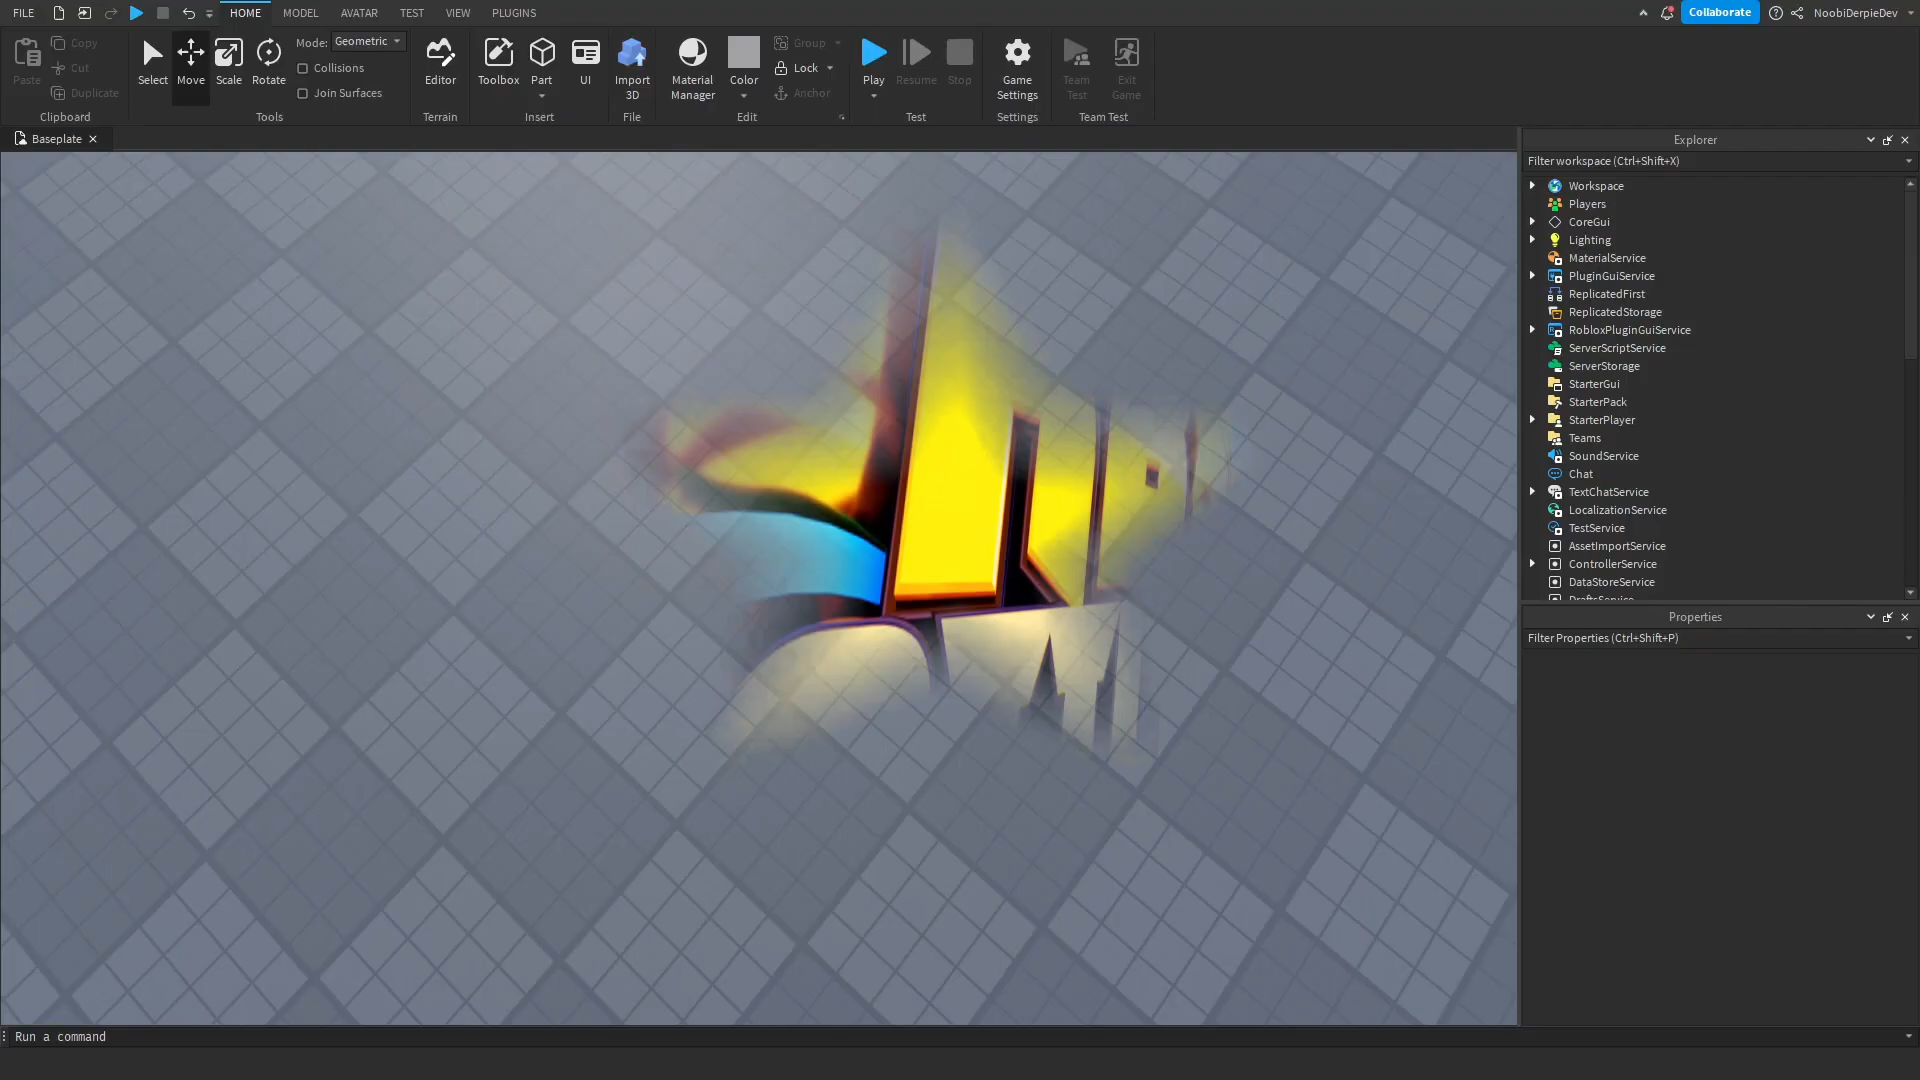 FILE HOME MODEL AVATAR TEST VIEW PLUGINS Collaborate NoobiDerpieDev
Paste Copy Cut Duplicate Clipboard
Select Move Scale Rotate Mode: Geometric Collisions Join Surfaces Tools
Editor Terrain
Toolbox Part UI Insert
Import 3D File
Material Manager Color Group Lock Anchor Edit
Play Resume Stop Test
Game Settings Settings
Team Test Exit Game Team Test
Baseplate
Explorer
Filter workspace (Ctrl+Shift+X)
Workspace
Players
CoreGui
Lighting
MaterialService
PluginGuiService
ReplicatedFirst
ReplicatedStorage
RobloxPluginGuiService
ServerScriptService
ServerStorage
StarterGui
StarterPack
StarterPlayer
Teams
SoundService
Chat
TextChatService
LocalizationService
TestService
AssetImportService
ControllerService
DataStoreService
DraftsService
Properties
Filter Properties (Ctrl+Shift+P)
Run a command